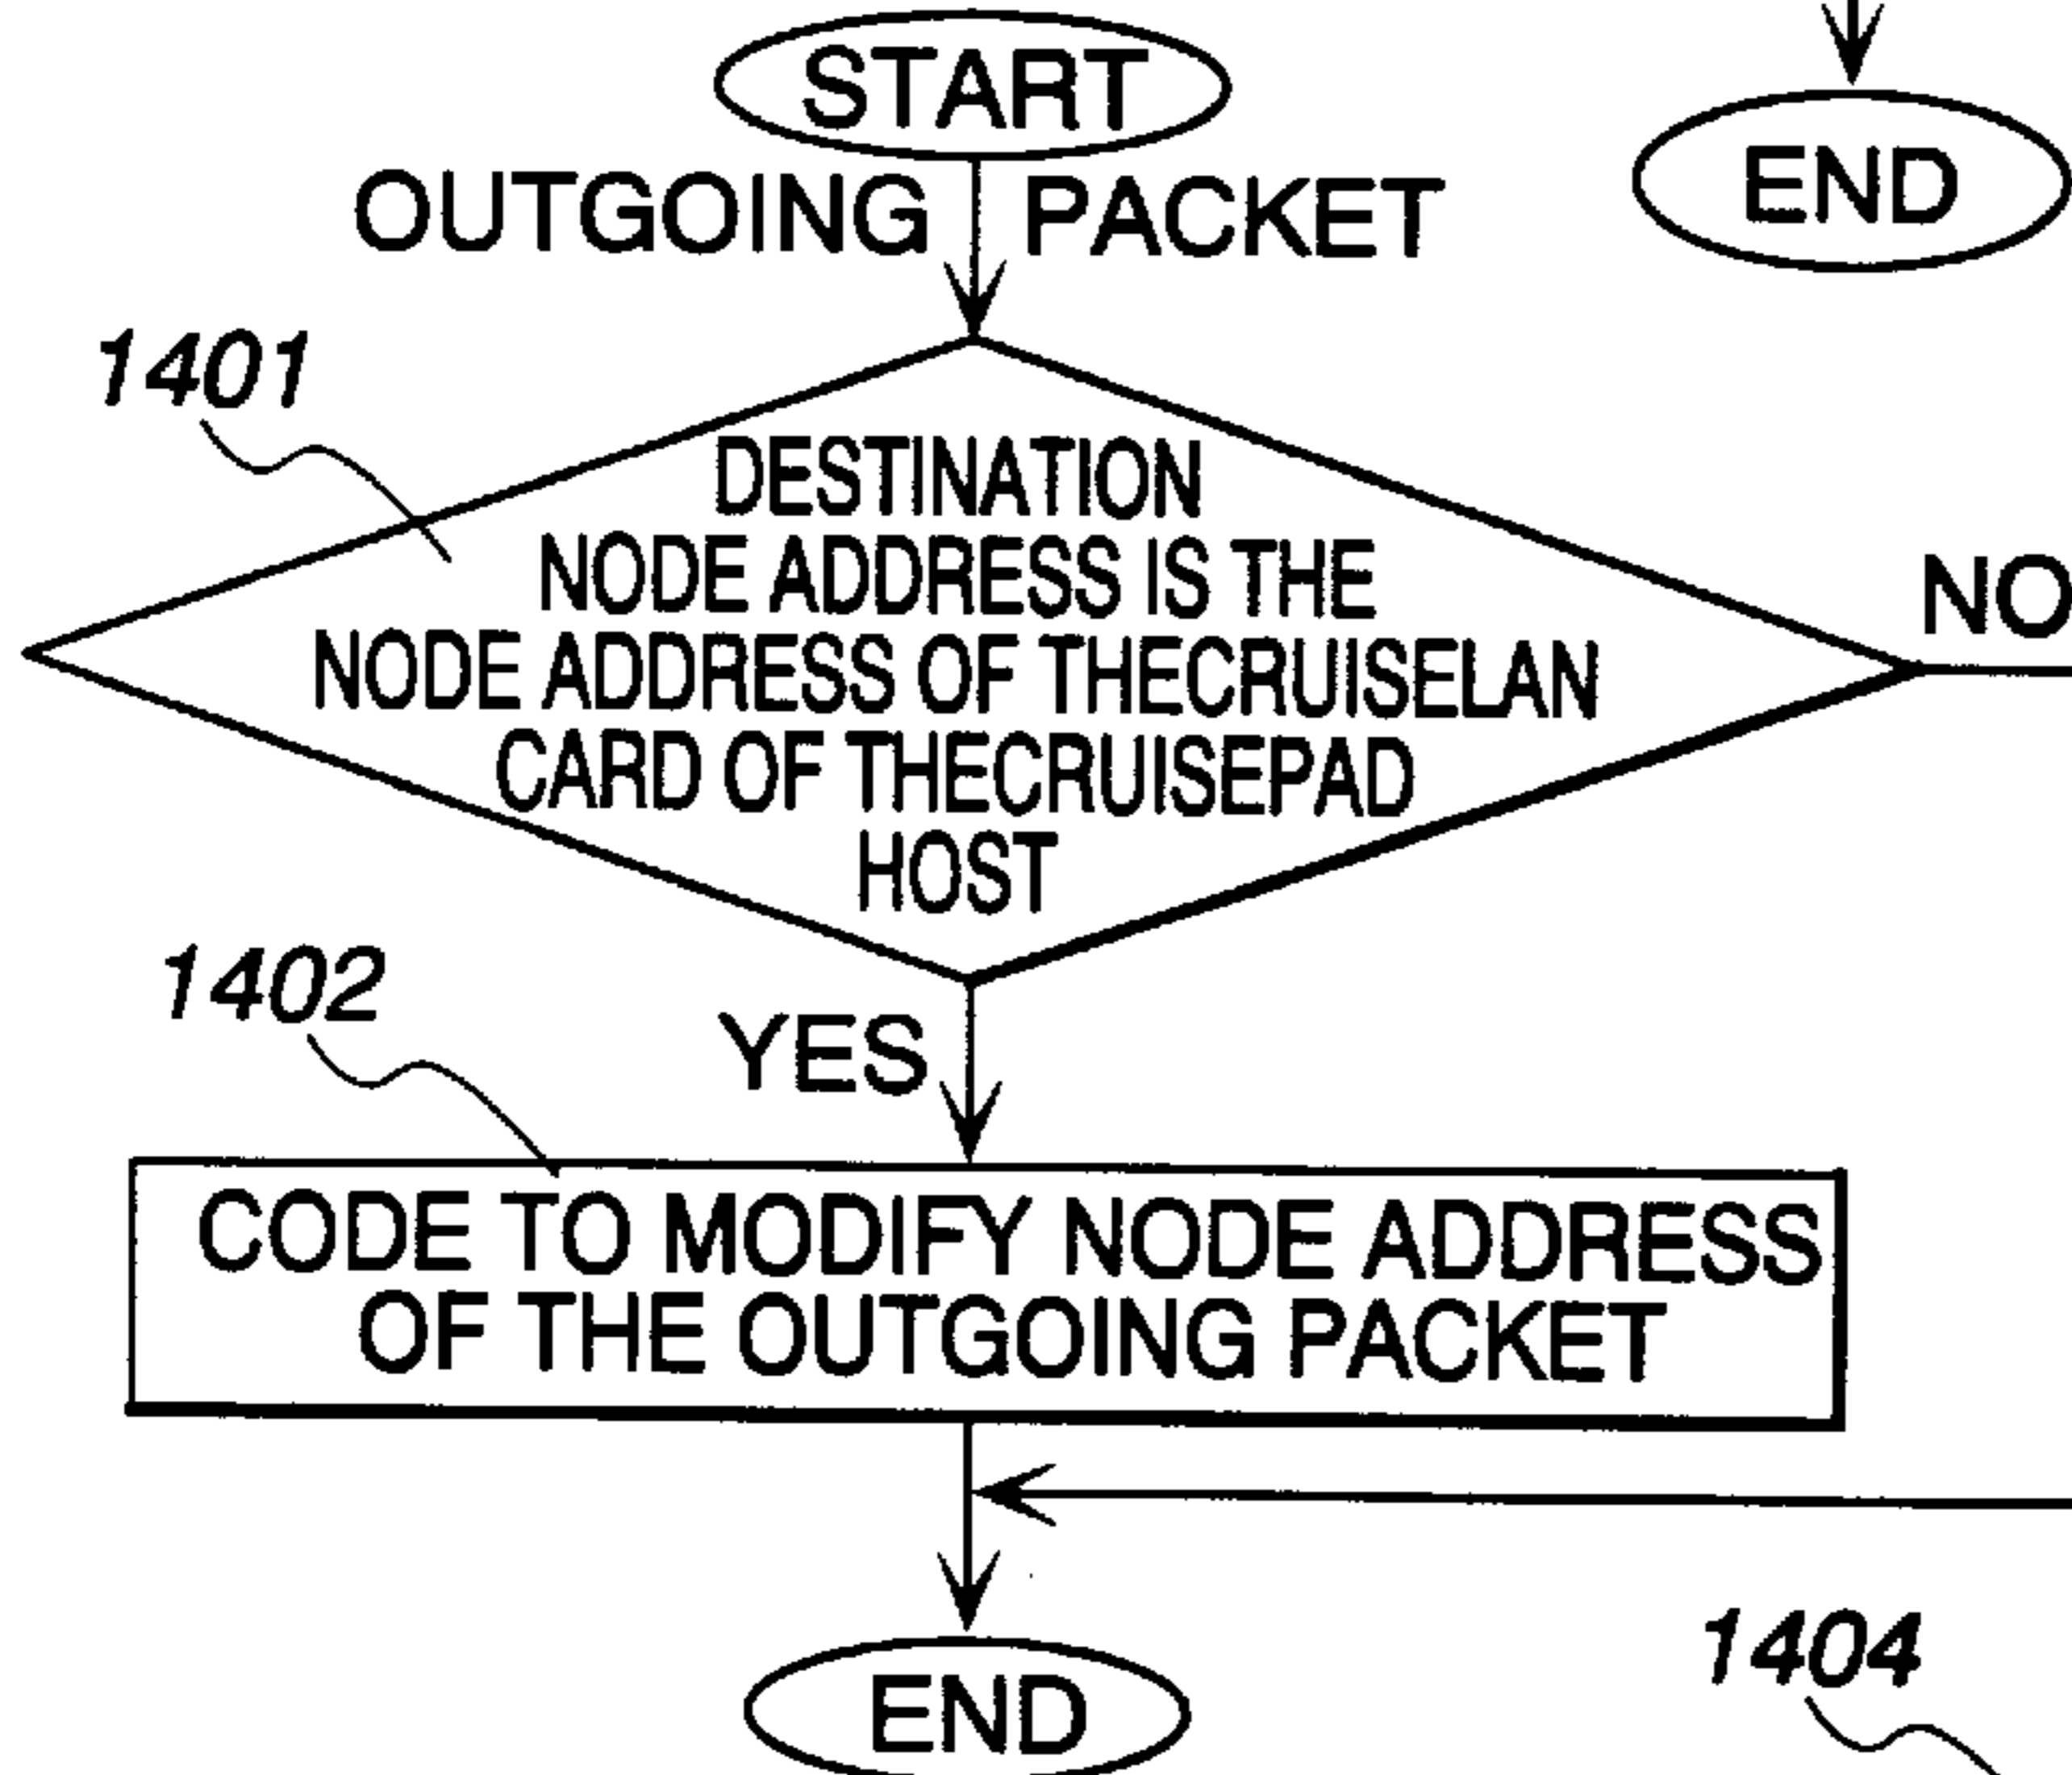 START
END
OUTGOING PACKET
1401
DESTINATION
NODE ADDRESS IS THE
NODE ADDRESS OF THECRUISELAN
CARD OF THECRUISEPAD
HOST
NO
1402
YES
CODE TO MODIFY NODE ADDRESS
OF THE OUTGOING PACKET
END
1404